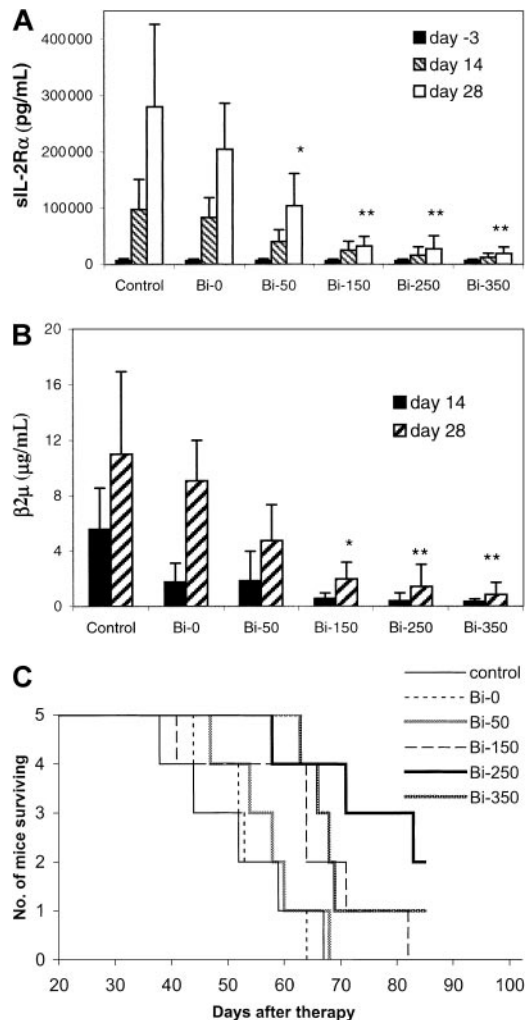 A
sIL-2Rα (pg/mL)
400000
300000
200000
100000
0
day -3
day 14
day 28
*
**
**
**
Control Bi-0 Bi-50 Bi-150 Bi-250 Bi-350
B
β2μ (μg/mL)
20
16
12
8
4
0
day 14
day 28
*
**
**
Control Bi-0 Bi-50 Bi-150 Bi-250 Bi-350
C
No. of mice surviving
5
4
3
2
1
0
control
Bi-0
Bi-50
Bi-150
Bi-250
Bi-350
20 30 40 50 60 70 80 90 100
Days after therapy